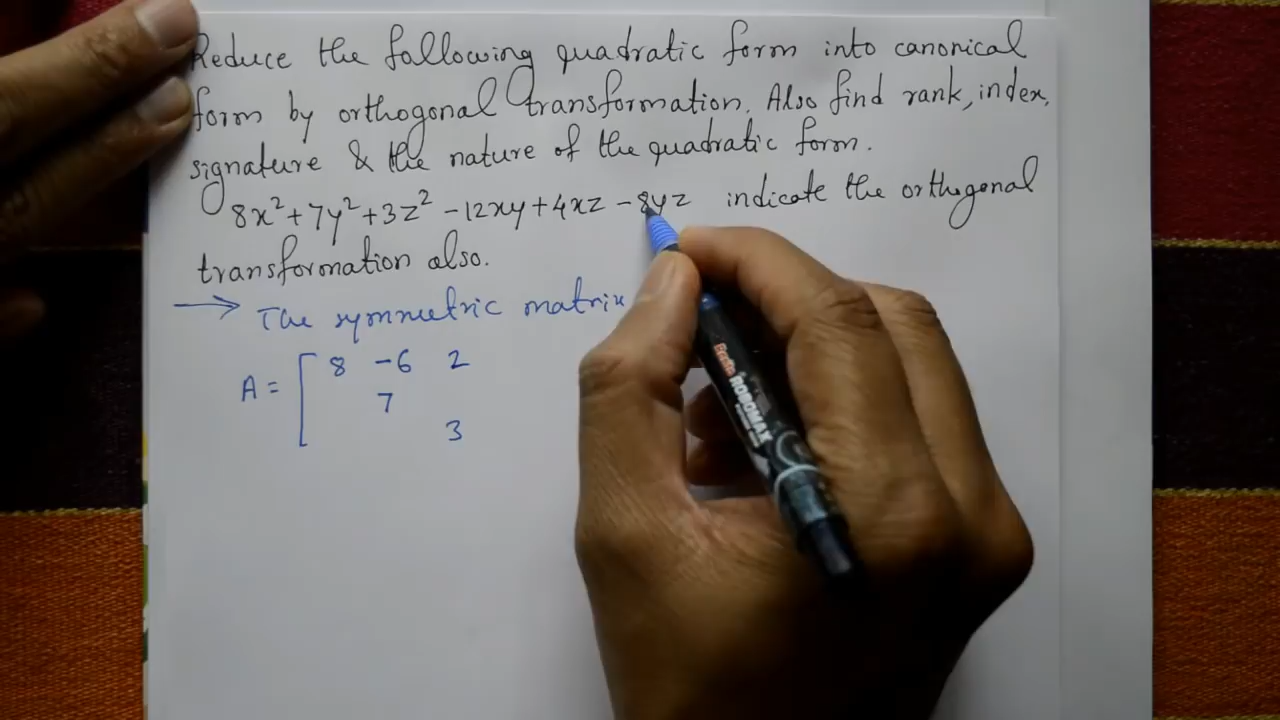 Reduce the following quadratic form into canonical
form by orthogonal transformation. Also find rank, index,
signature & the nature of the quadratic form.
8x² + 7y² + 3z² - 12xy + 4xz - 8yz indicate the orthogonal
transformation also.
→ The symmetric matrix
A = [ 8 -6 2
7
3
ROBOMAX